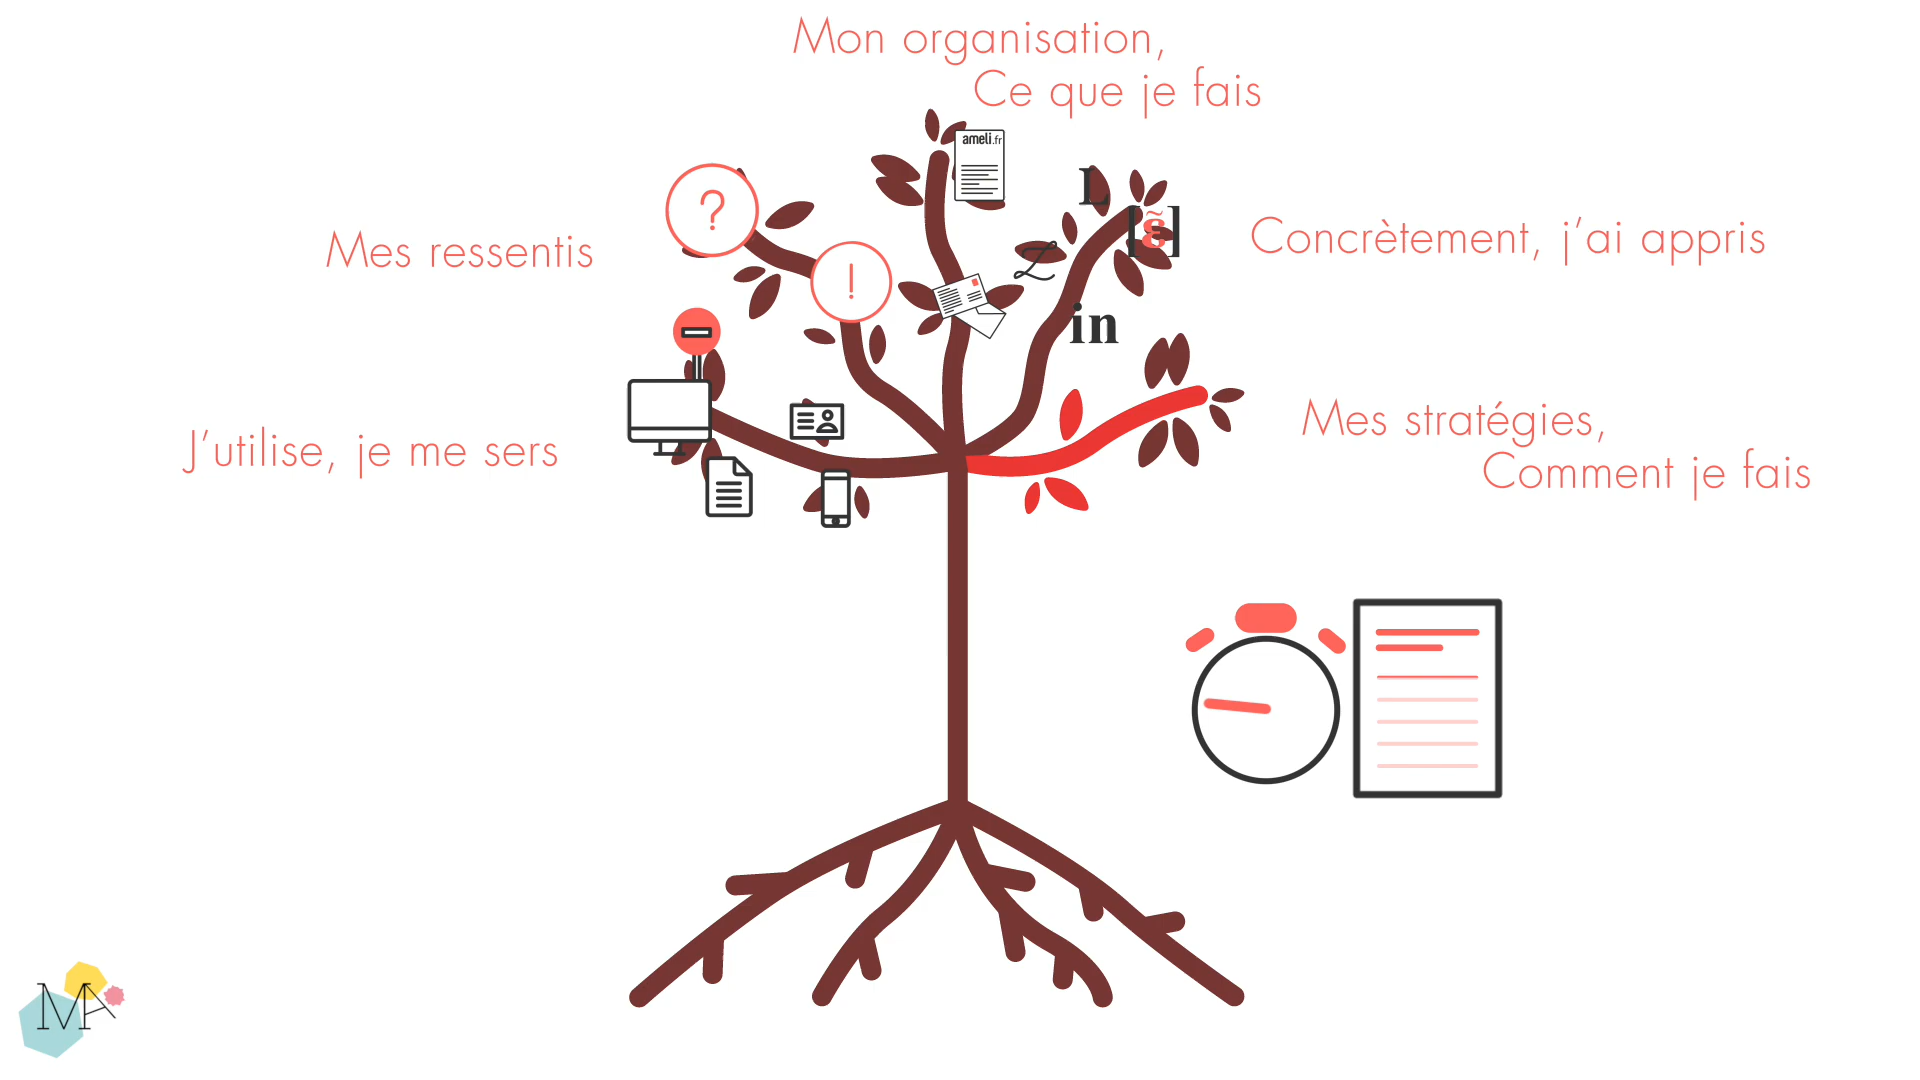 Mon organisation,
Ce que je fais
ameli.fr
?
L
[g̃]
Mes ressentis
Concrètement, j’ai appris
L
!
in
Mes stratégies,
Comment je fais
J’utilise, je me sers
MA